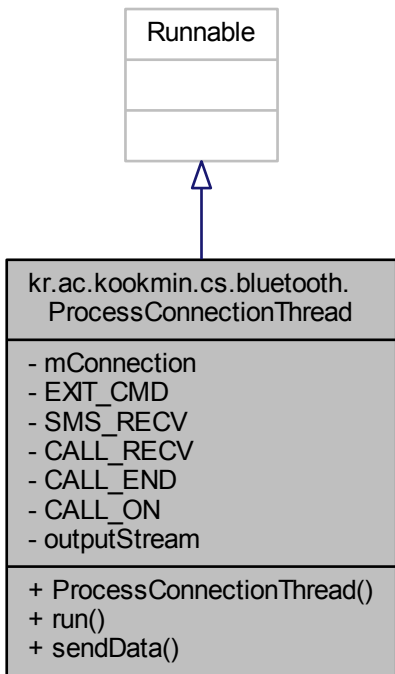 Runnable
kr.ac.kookmin.cs.bluetooth.
ProcessConnectionThread
- mConnection
- EXIT_CMD
- SMS_RECV
- CALL_RECV
- CALL_END
- CALL_ON
- outputStream
+ ProcessConnectionThread()
+ run()
+ sendData()